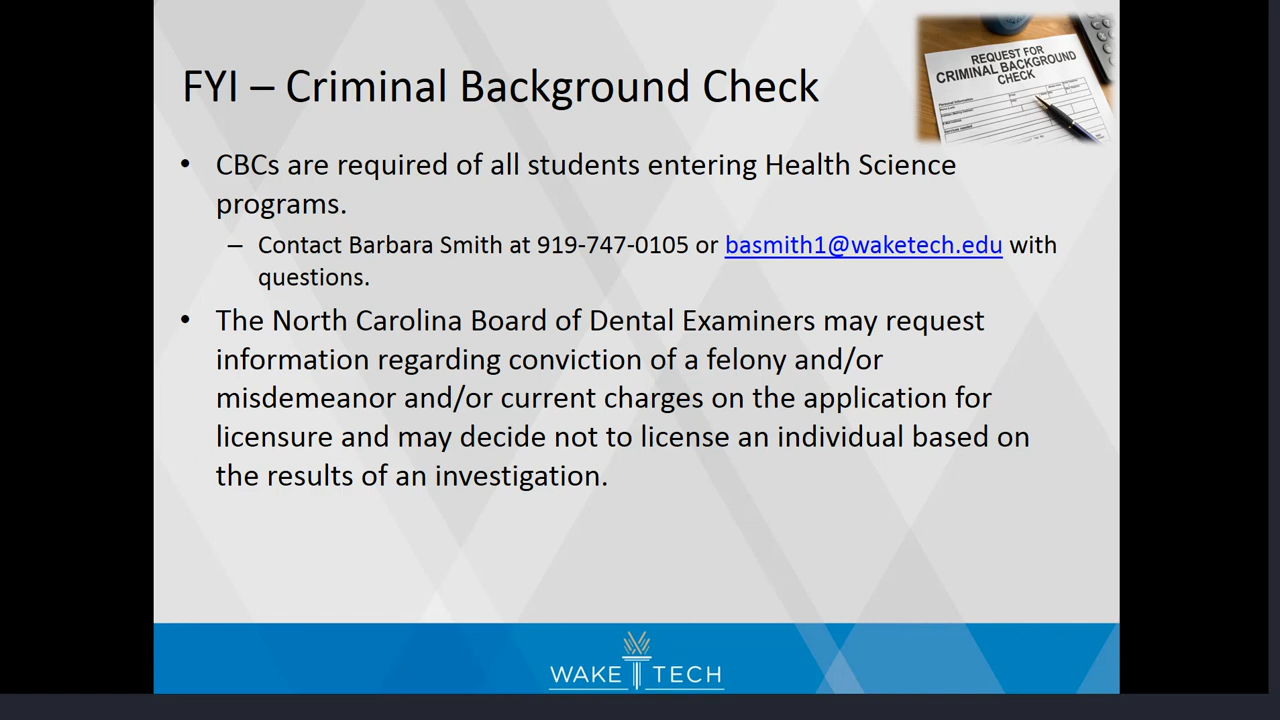 FYI – Criminal Background Check
REQUEST FOR
CRIMINAL BACKGROUND
CHECK
• CBCs are required of all students entering Health Science
programs.
– Contact Barbara Smith at 919-747-0105 or basmith1@waketech.edu with
questions.
• The North Carolina Board of Dental Examiners may request
information regarding conviction of a felony and/or
misdemeanor and/or current charges on the application for
licensure and may decide not to license an individual based on
the results of an investigation.
WAKE TECH